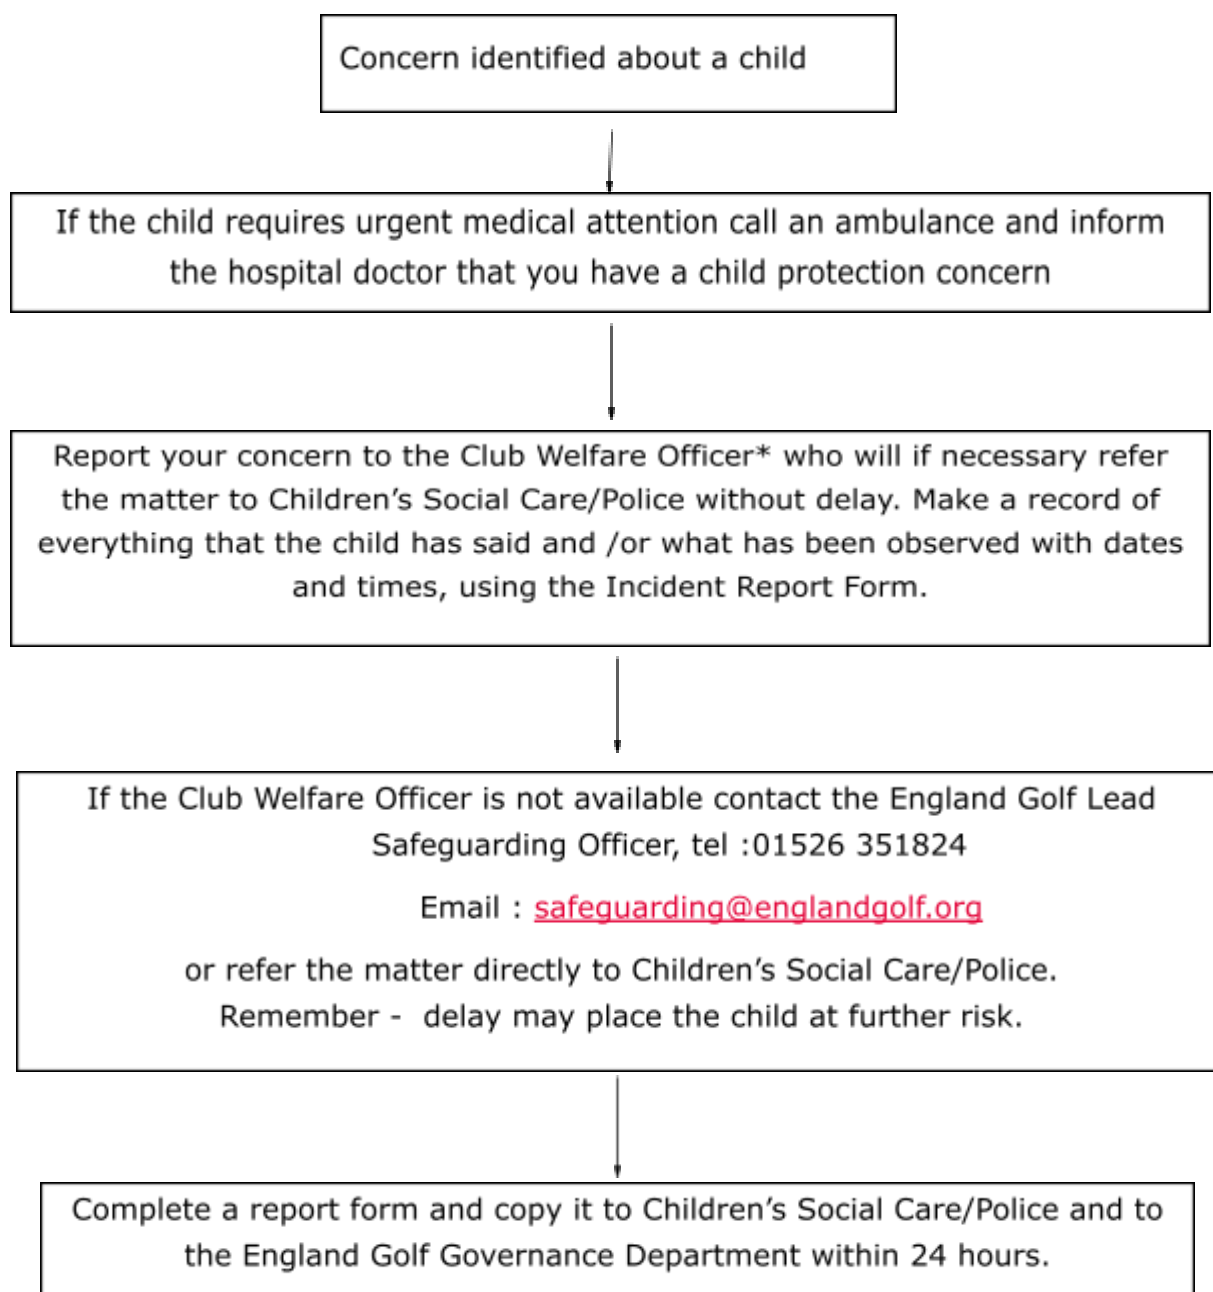 Concern identified about a child
If the child requires urgent medical attention call an ambulance and inform
the hospital doctor that you have a child protection concern
Report your concern to the Club Welfare Officer* who will if necessary refer
the matter to Children’s Social Care/Police without delay. Make a record of
everything that the child has said and /or what has been observed with dates
and times, using the Incident Report Form.
If the Club Welfare Officer is not available contact the England Golf Lead
Safeguarding Officer, tel :01526 351824
Email : safeguarding@englandgolf.org
or refer the matter directly to Children’s Social Care/Police.
Remember -  delay may place the child at further risk.
Complete a report form and copy it to Children’s Social Care/Police and to
the England Golf Governance Department within 24 hours.